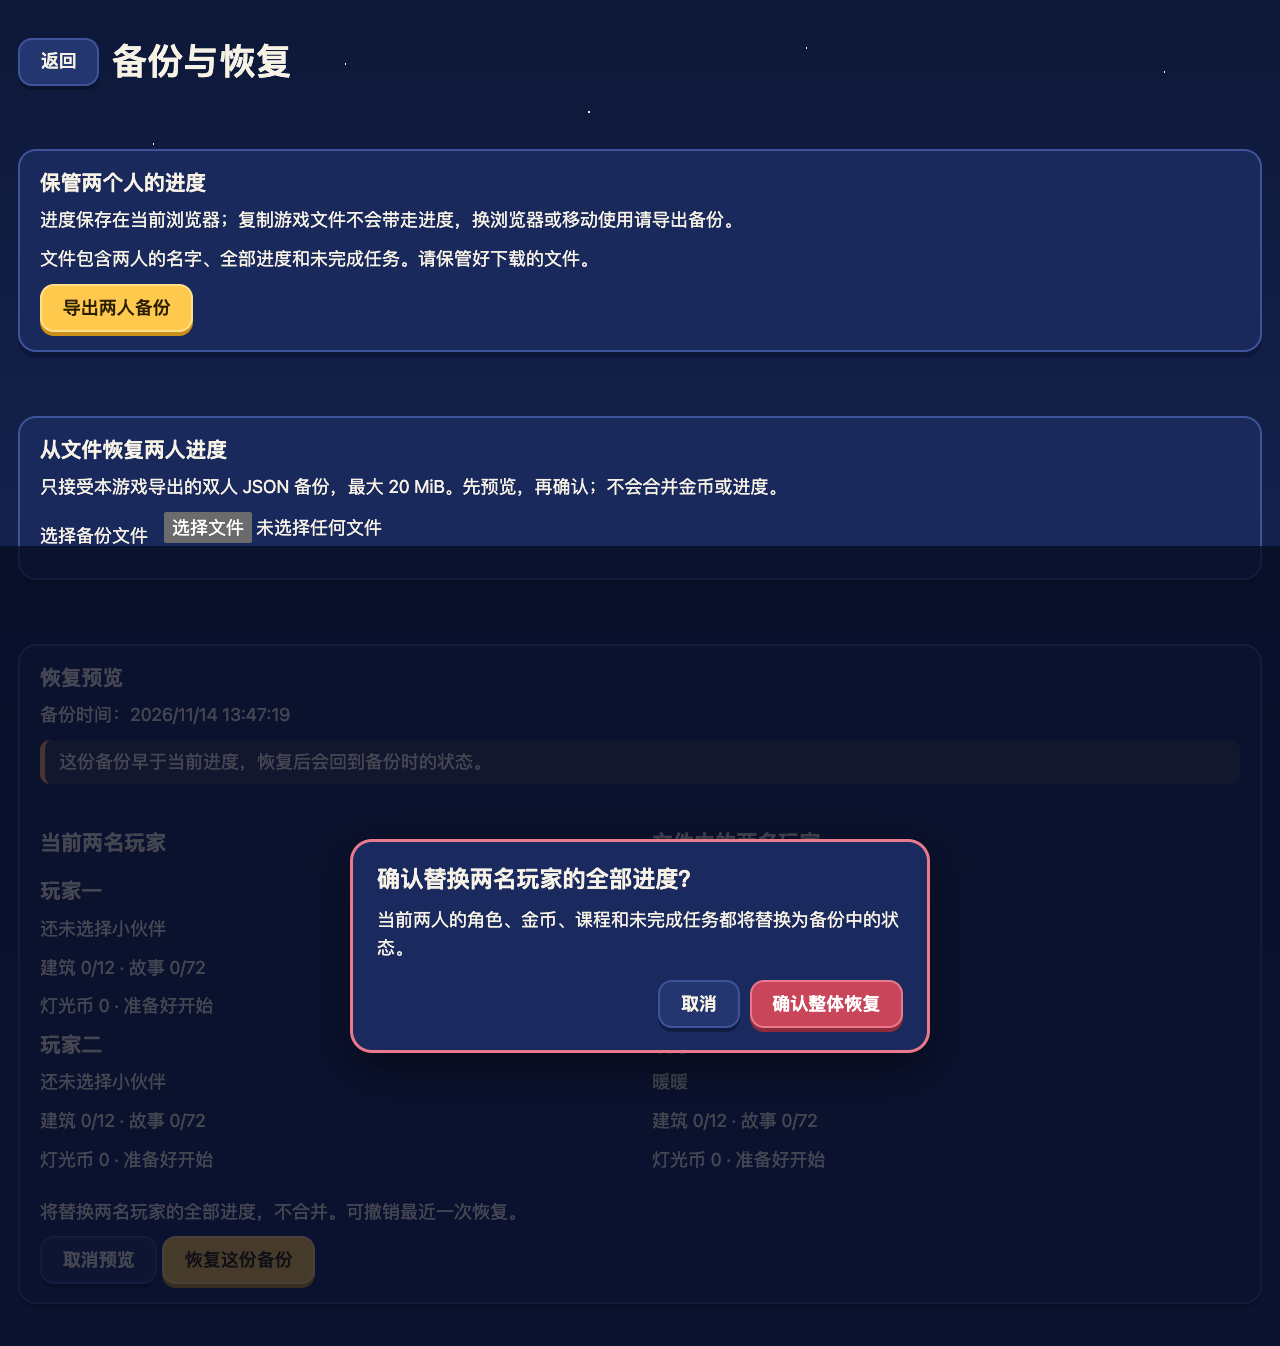 返回
备份与恢复
保管两个人的进度
进度保存在当前浏览器；复制游戏文件不会带走进度，换浏览器或移动使用请导出备份。
文件包含两人的名字、全部进度和未完成任务。请保管好下载的文件。
导出两人备份
从文件恢复两人进度
只接受本游戏导出的双人 JSON 备份，最大 20 MiB。先预览，再确认；不会合并金币或进度。
选择备份文件 选择文件 未选择任何文件
恢复预览
备份时间：2026/11/14 13:47:19
这份备份早于当前进度，恢复后会回到备份时的状态。
当前两名玩家
玩家一
还未选择小伙伴
建筑 0/12 · 故事 0/72
灯光币 0 · 准备好开始
玩家二
还未选择小伙伴
建筑 0/12 · 故事 0/72
灯光币 0 · 准备好开始
确认替换两名玩家的全部进度?
当前两人的角色、金币、课程和未完成任务都将替换为备份中的状
态。
取消
确认整体恢复
暖暖
建筑 0/12 · 故事 0/72
灯光币 0 · 准备好开始
将替换两名玩家的全部进度，不合并。可撤销最近一次恢复。
取消预览
恢复这份备份